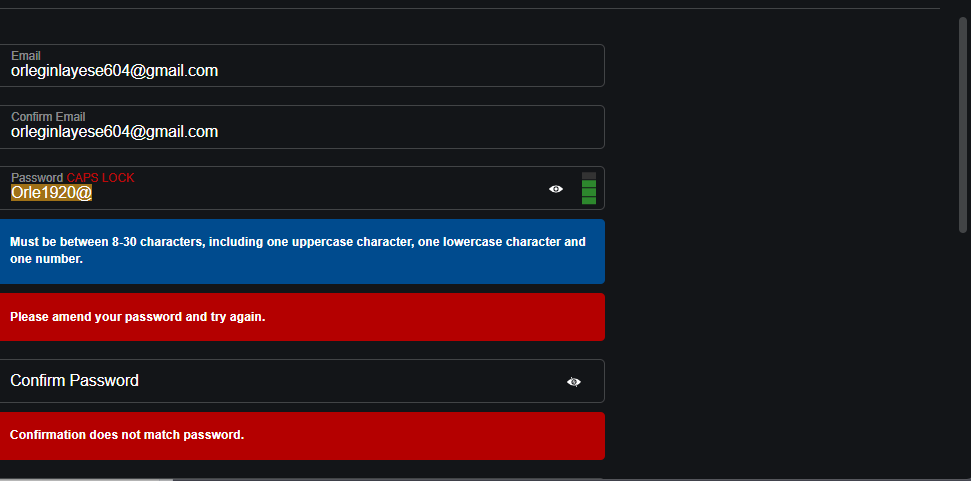 Email
orleginlayese604@gmail.com
Confirm Email
orleginlayese604@gmail.com
Password CAPS LOCK
Orle1920@
Must be between 8-30 characters, including one uppercase character, one lowercase character and
one number.
Please amend your password and try again.
Confirm Password
Confirmation does not match password.